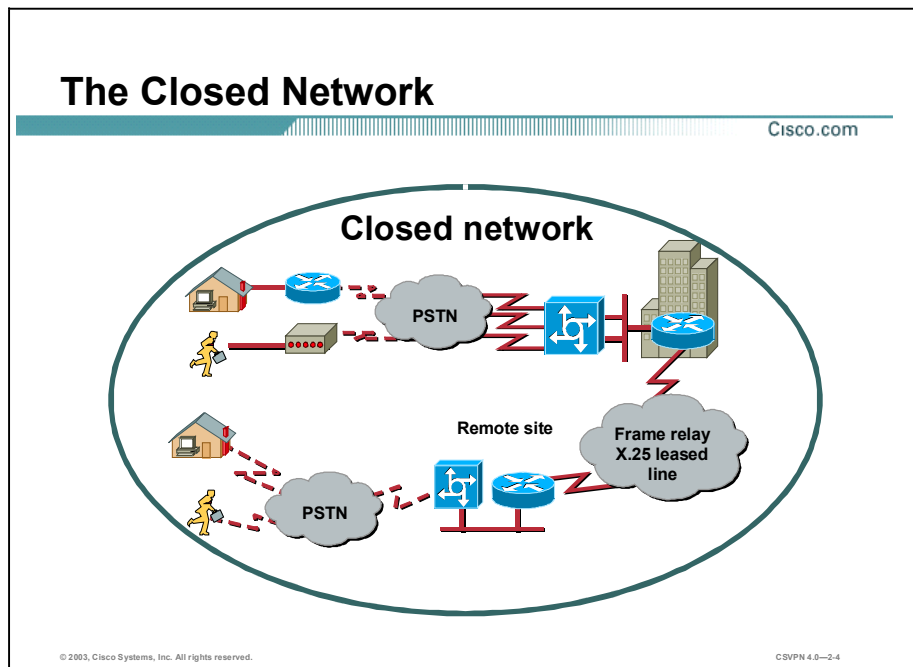 The Closed Network
Cisco.com
Closed network
PSTN
Remote site
Frame relay
X.25 leased
line
PSTN
© 2003, Cisco Systems, Inc. All rights reserved.
CSVPN 4.0—2-4